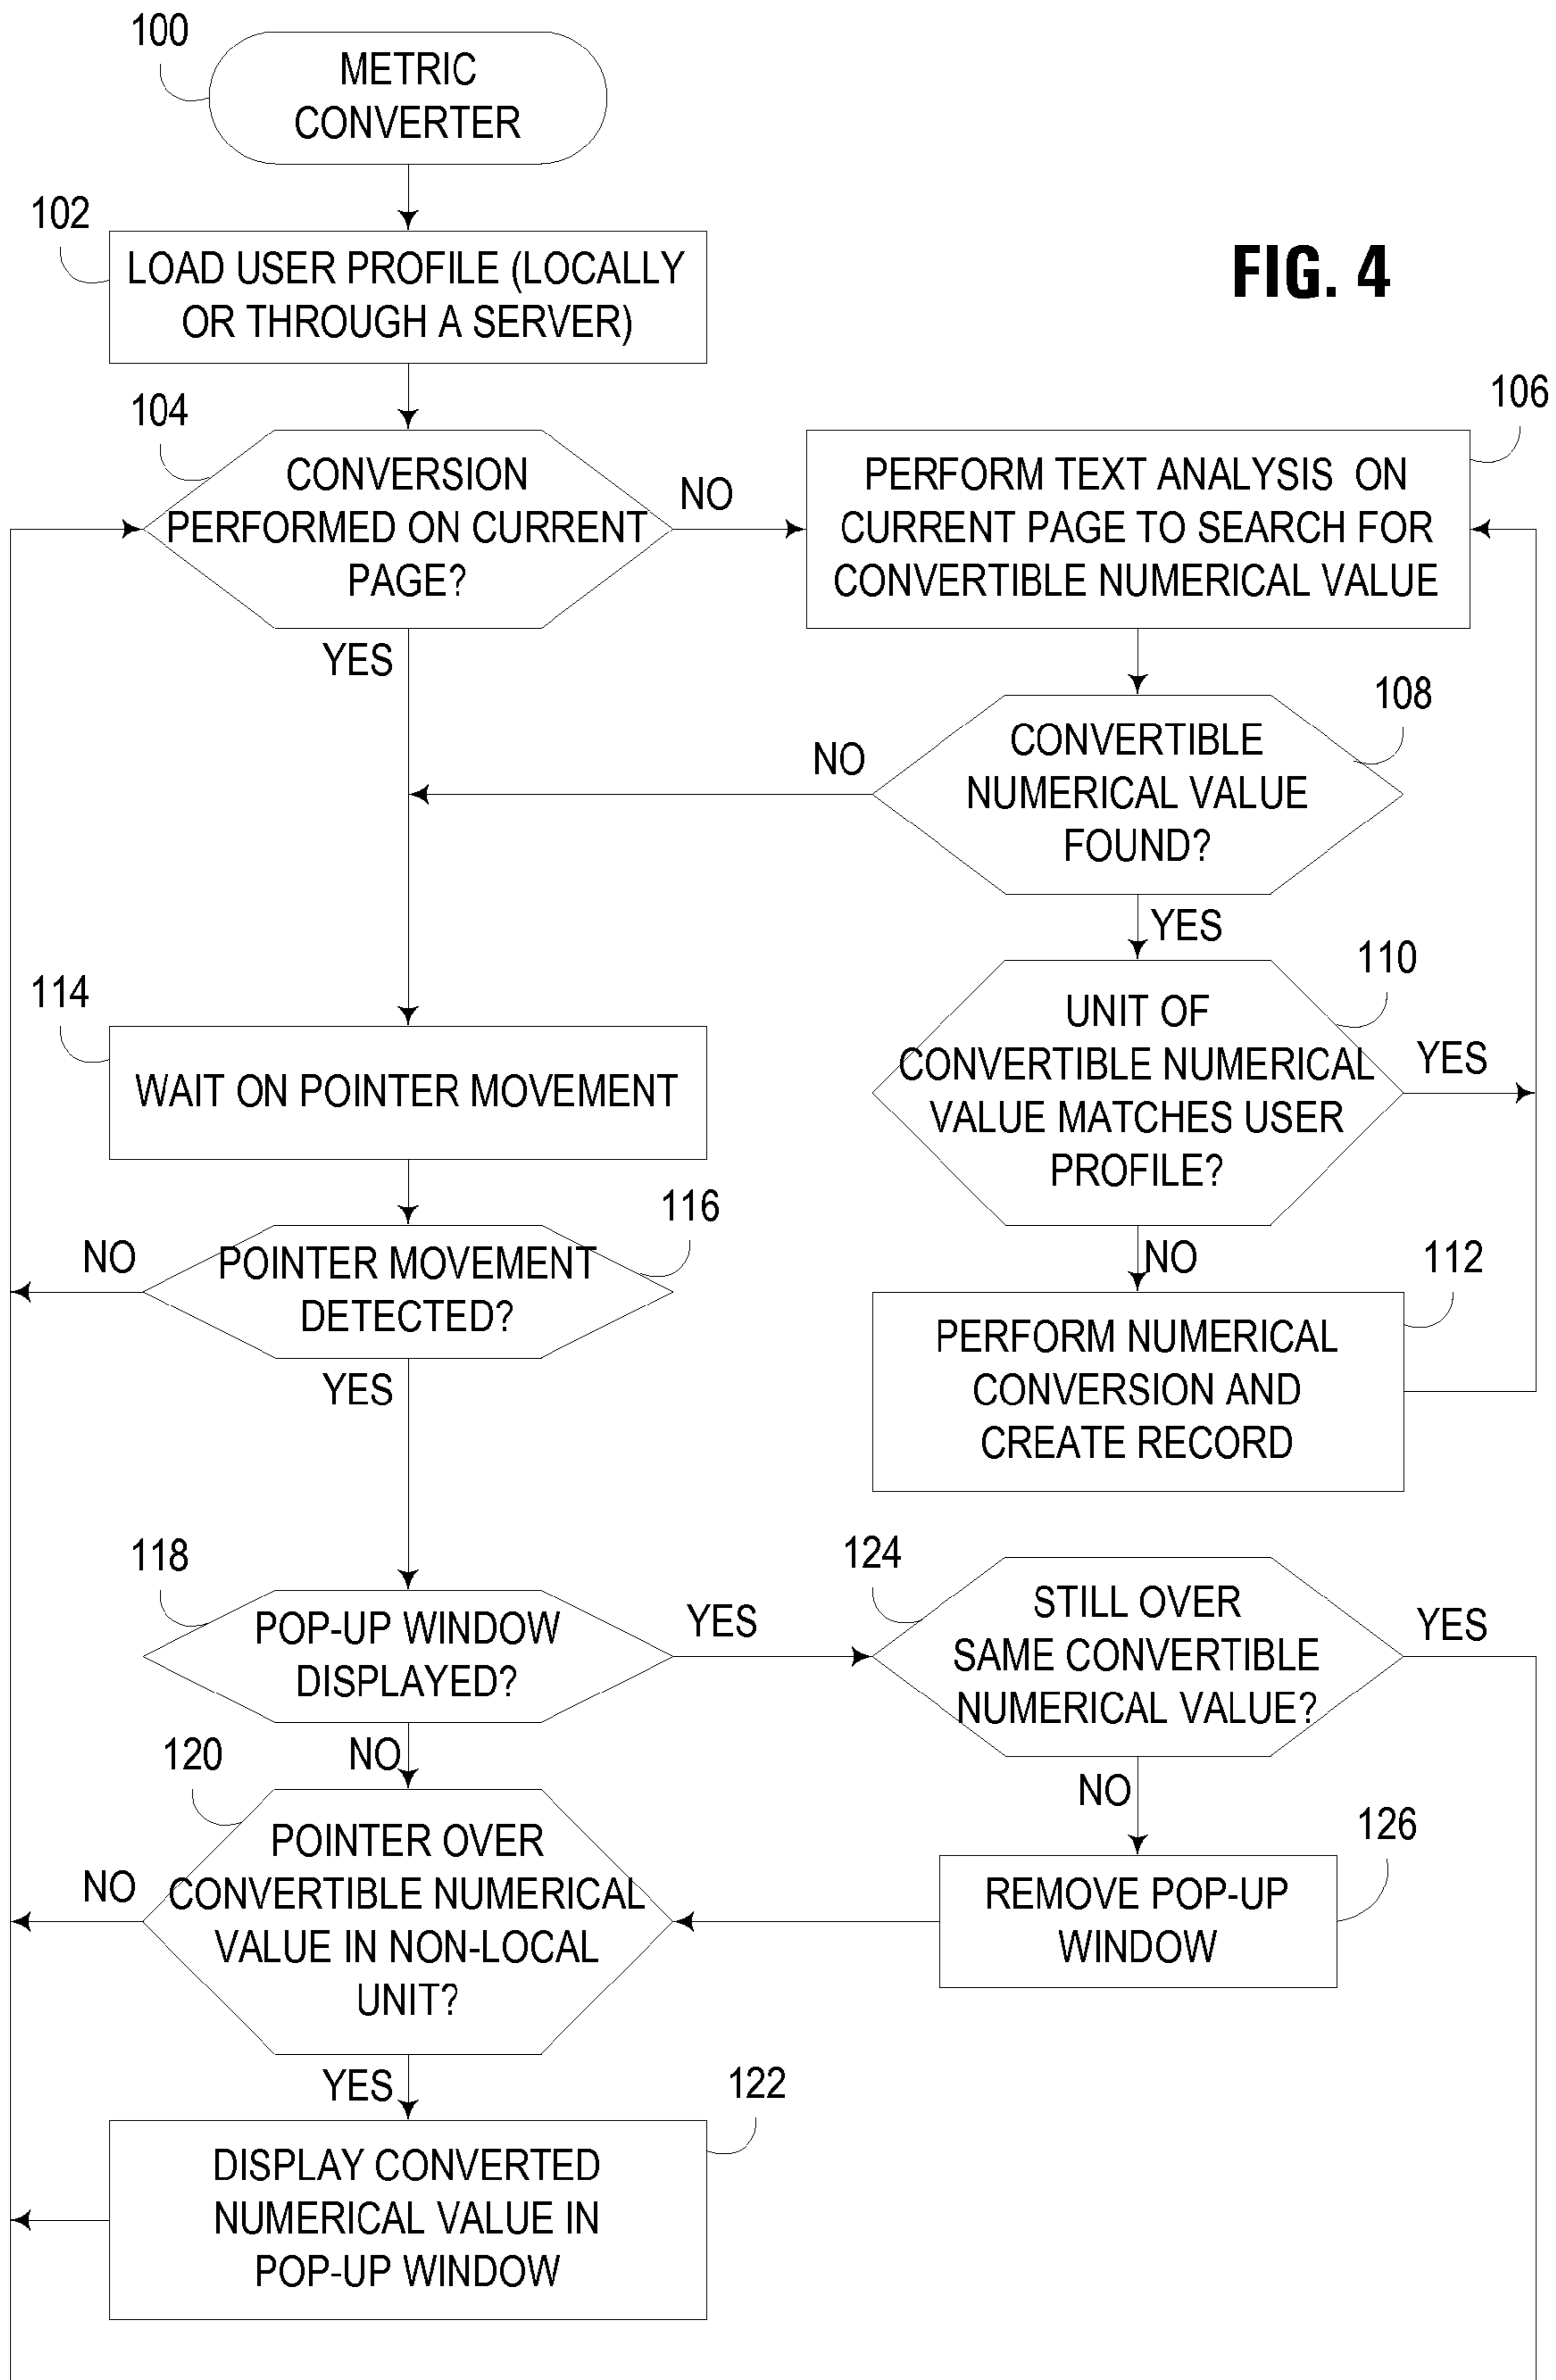 100
METRIC
CONVERTER
102
LOAD USER PROFILE (LOCALLY
OR THROUGH A SERVER)
FIG. 4
104
CONVERSION
PERFORMED ON CURRENT
PAGE?
NO
YES
106
PERFORM TEXT ANALYSIS ON
CURRENT PAGE TO SEARCH FOR
CONVERTIBLE NUMERICAL VALUE
108
CONVERTIBLE
NUMERICAL VALUE
FOUND?
NO
YES
110
UNIT OF
CONVERTIBLE NUMERICAL
VALUE MATCHES USER
PROFILE?
YES
NO
112
PERFORM NUMERICAL
CONVERSION AND
CREATE RECORD
114
WAIT ON POINTER MOVEMENT
116
POINTER MOVEMENT
DETECTED?
NO
YES
118
POP-UP WINDOW
DISPLAYED?
YES
NO
124
STILL OVER
SAME CONVERTIBLE
NUMERICAL VALUE?
YES
NO
126
REMOVE POP-UP
WINDOW
120
POINTER OVER
CONVERTIBLE NUMERICAL
VALUE IN NON-LOCAL
UNIT?
NO
YES
122
DISPLAY CONVERTED
NUMERICAL VALUE IN
POP-UP WINDOW